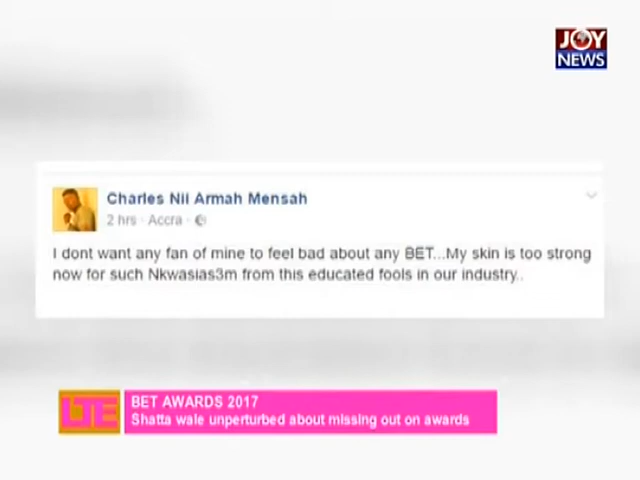 JOY
NEWS
Charles Nii Armah Mensah
2 hrs · Accra ·
I dont want any fan of mine to feel bad about any BET...My skin is too strong
now for such Nkwasias3m from this educated fools in our industry..
LTE
BET AWARDS 2017
Shatta wale unperturbed about missing out on awards